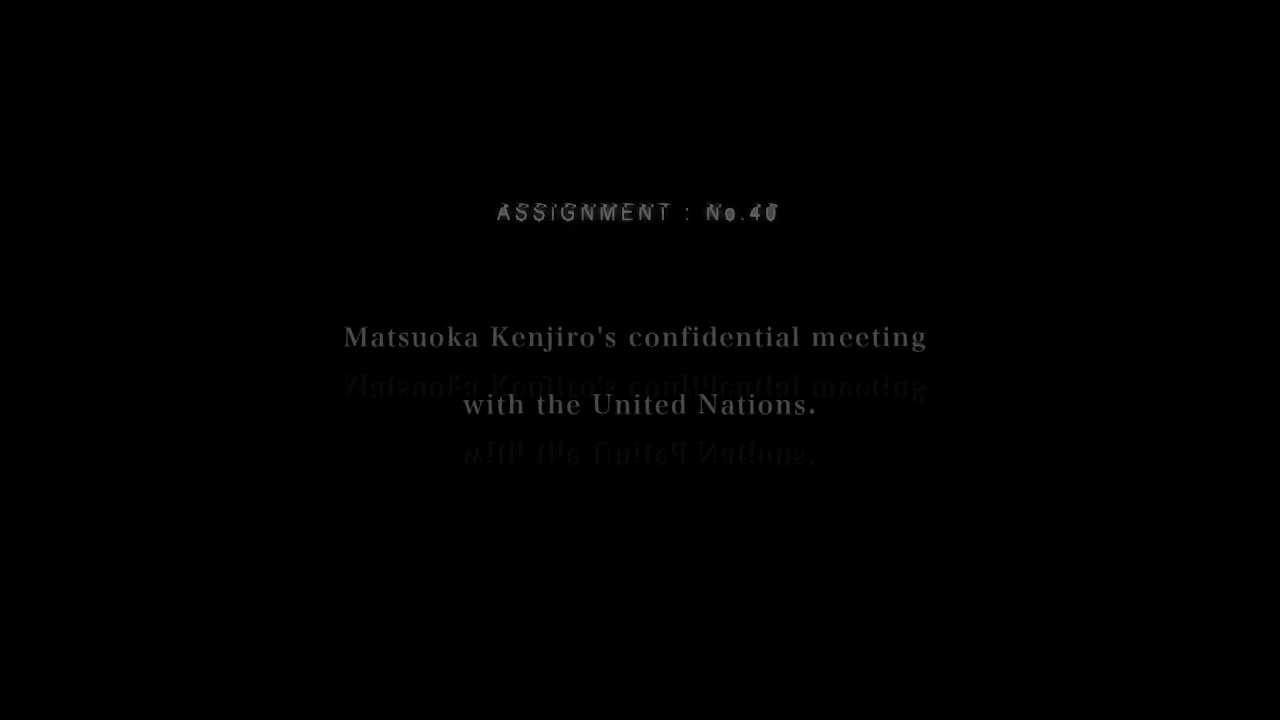 ASSIGNMENT : No.40
Matsuoka Kenjiro's confidential meeting
with the United Nations.